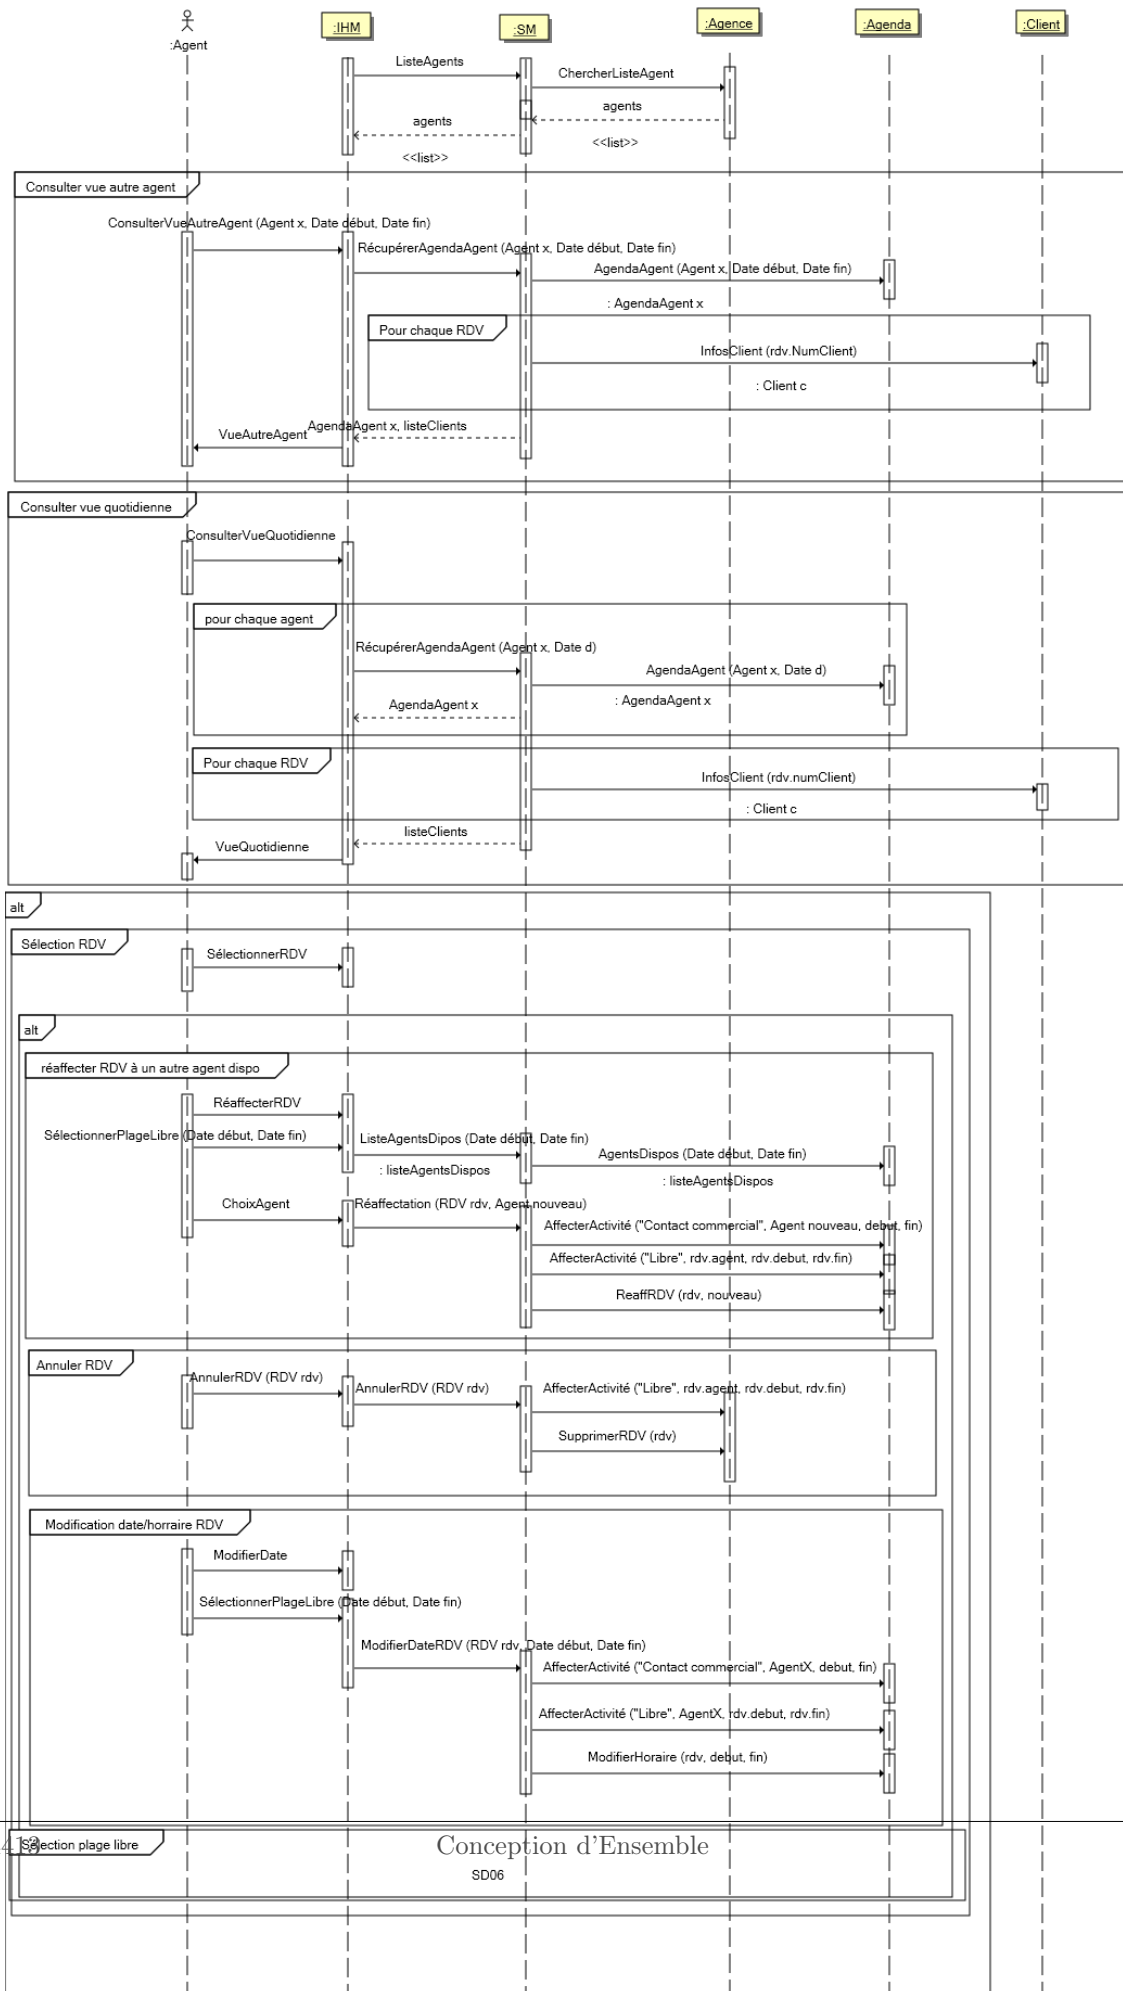 :Agent
:IHM
:SM
:Agence
:Agenda
:Client
ListeAgents
ChercherListeAgent
agents
agents
<<list>>
<<list>>
Consulter vue autre agent
ConsulterVueAutreAgent (Agent x, Date début, Date fin)
RécupérerAgendaAgent (Agent x, Date début, Date fin)
AgendaAgent (Agent x, Date début, Date fin)
: AgendaAgent x
Pour chaque RDV
InfosClient (rdv.NumClient)
: Client c
AgendaAgent x, listeClients
VueAutreAgent
Consulter vue quotidienne
ConsulterVueQuotidienne
pour chaque agent
RécupérerAgendaAgent (Agent x, Date d)
AgendaAgent (Agent x, Date d)
: AgendaAgent x
AgendaAgent x
Pour chaque RDV
InfosClient (rdv.numClient)
: Client c
listeClients
VueQuotidienne
alt
Sélection RDV
SélectionnerRDV
alt
réaffecter RDV à un autre agent dispo
RéaffecterRDV
SélectionnerPlageLibre (Date début, Date fin)
ListeAgentsDipos (Date début, Date fin)
AgentsDispos (Date début, Date fin)
: listeAgentsDispos
: listeAgentsDispos
ChoixAgent
Réaffectation (RDV rdv, Agent nouveau)
AffecterActivité ("Contact commercial", Agent nouveau, debut, fin)
AffecterActivité ("Libre", rdv.agent, rdv.debut, rdv.fin)
ReaffRDV (rdv, nouveau)
Annuler RDV
AnnulerRDV (RDV rdv)
AnnulerRDV (RDV rdv)
AffecterActivité ("Libre", rdv.agent, rdv.debut, rdv.fin)
SupprimerRDV (rdv)
Modification date/horraire RDV
ModifierDate
SélectionnerPlageLibre (Date début, Date fin)
ModifierDateRDV (RDV rdv, Date début, Date fin)
AffecterActivité ("Contact commercial", AgentX, debut, fin)
AffecterActivité ("Libre", AgentX, rdv.debut, rdv.fin)
ModifierHoraire (rdv, debut, fin)
Sélection plage libre
413
Conception d'Ensemble
SD06